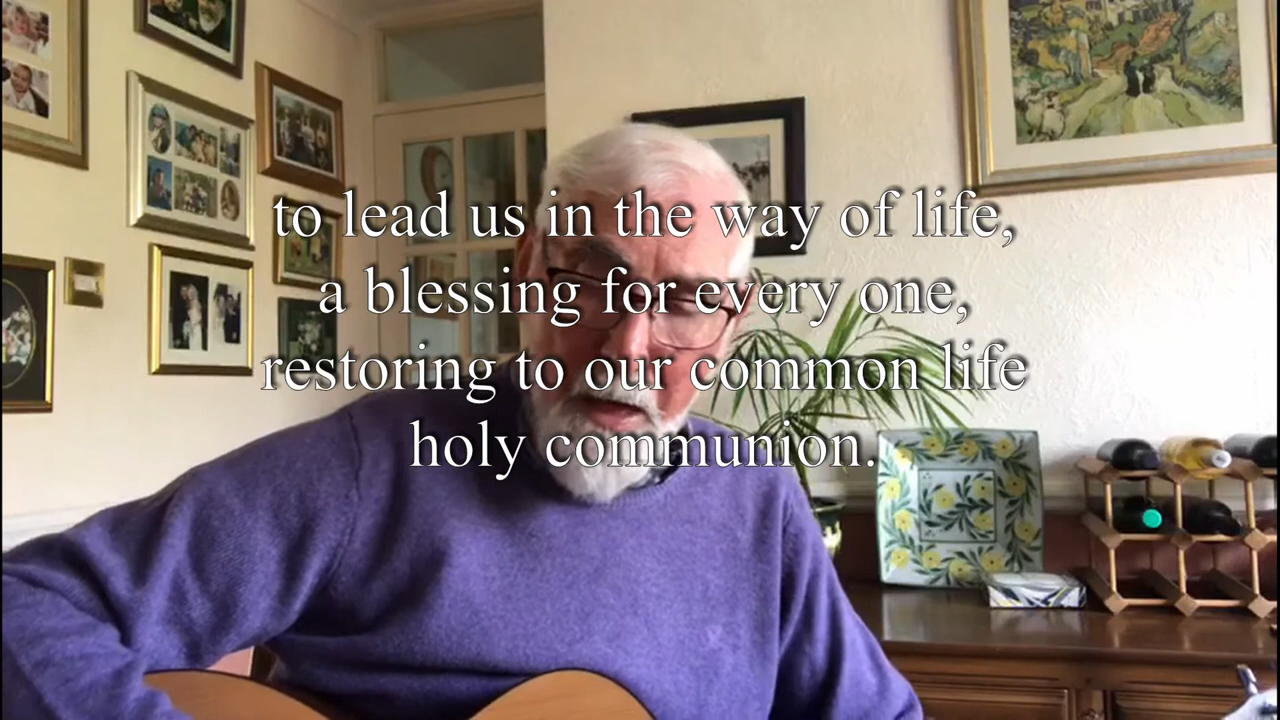 to lead us in the way of life,
a blessing for every one,
restoring to our common life
holy communion.